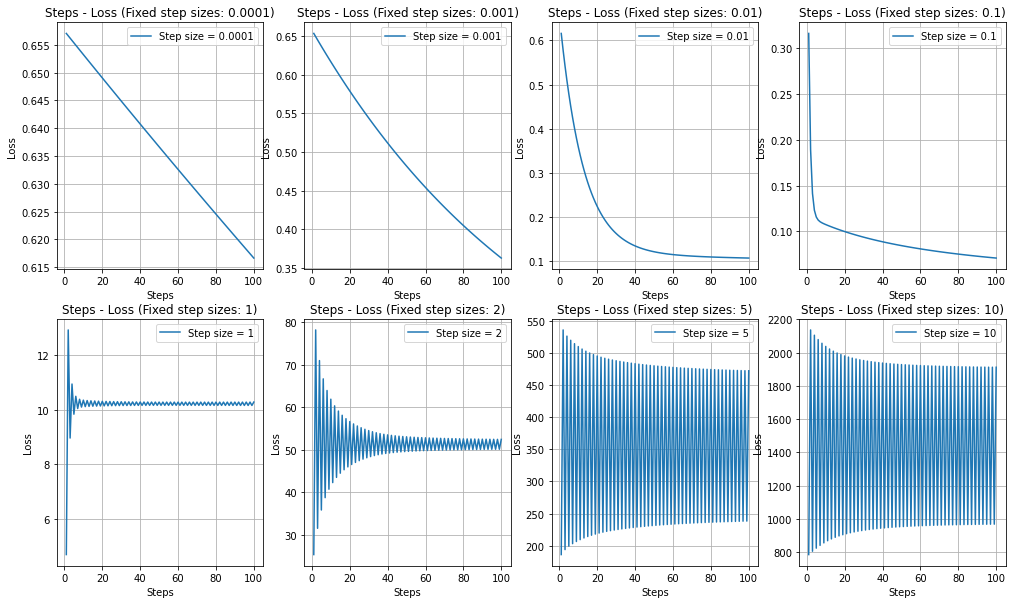 Steps - Loss (Fixed step sizes: 0.0001)
Step size = 0.0001
0.655
0.650
0.645
0.640
0.635
0.630
0.625
0.620
0.615
Loss
0 20 40 60 80 100
Steps
Steps - Loss (Fixed step sizes: 0.001)
Step size = 0.001
0.65
0.60
0.55
0.50
0.45
0.40
0.35
Loss
0 20 40 60 80 100
Steps
Steps - Loss (Fixed step sizes: 0.01)
Step size = 0.01
0.6
0.5
0.4
0.3
0.2
0.1
Loss
0 20 40 60 80 100
Steps
Steps - Loss (Fixed step sizes: 0.1)
Step size = 0.1
0.30
0.25
0.20
0.15
0.10
Loss
0 20 40 60 80 100
Steps
Steps - Loss (Fixed step sizes: 1)
Step size = 1
12
10
8
6
Loss
0 20 40 60 80 100
Steps
Steps - Loss (Fixed step sizes: 2)
Step size = 2
80
70
60
50
40
30
Loss
0 20 40 60 80 100
Steps
Steps - Loss (Fixed step sizes: 5)
Step size = 5
550
500
450
400
350
300
250
200
Loss
0 20 40 60 80 100
Steps
Steps - Loss (Fixed step sizes: 10)
Step size = 10
2200
2000
1800
1600
1400
1200
1000
800
Loss
0 20 40 60 80 100
Steps